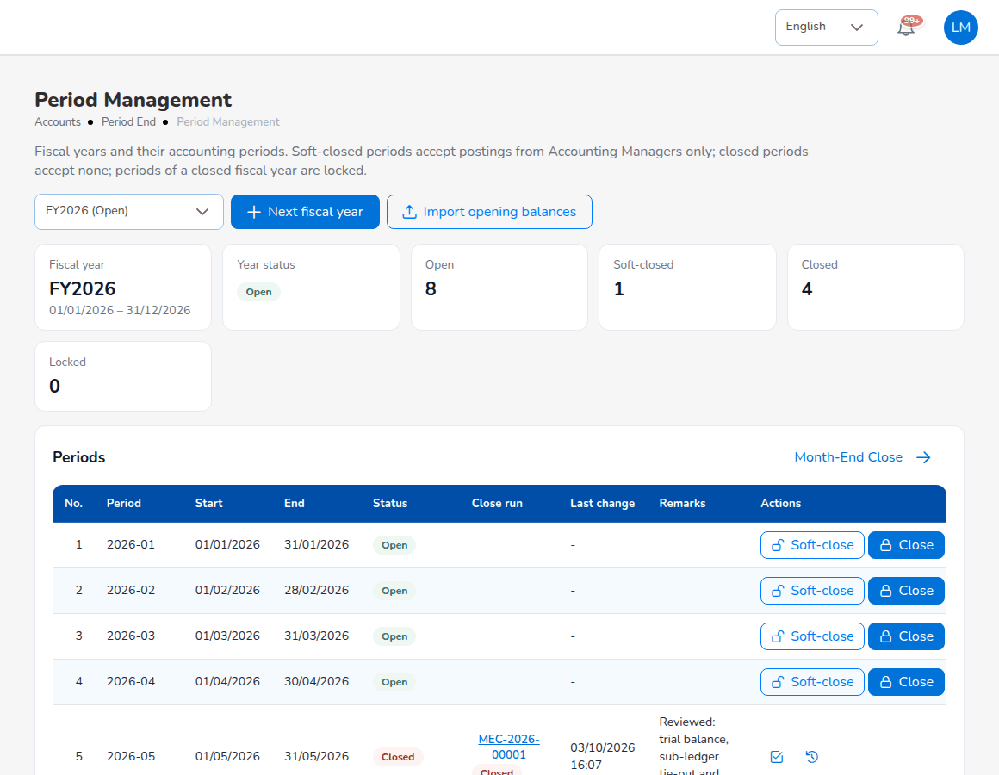 English
99+
LM
Period Management
Accounts Period End Period Management
Fiscal years and their accounting periods. Soft-closed periods accept postings from Accounting Managers only; closed periods
accept none; periods of a closed fiscal year are locked.
FY2026 (Open)
Next fiscal year
Import opening balances
Fiscal year
FY2026
01/01/2026 – 31/12/2026
Year status
Open
Open
8
Soft-closed
1
Closed
4
Locked
0
Periods
Month-End Close
No. Period Start End Status Close run Last change Remarks Actions
1 2026-01 01/01/2026 31/01/2026 Open - Soft-close Close
2 2026-02 01/02/2026 28/02/2026 Open - Soft-close Close
3 2026-03 01/03/2026 31/03/2026 Open - Soft-close Close
4 2026-04 01/04/2026 30/04/2026 Open - Soft-close Close
5 2026-05 01/05/2026 31/05/2026 Closed
MEC-2026-
00001
Closed
03/10/2026
16:07
Reviewed:
trial balance,
sub-ledger
tie-out and